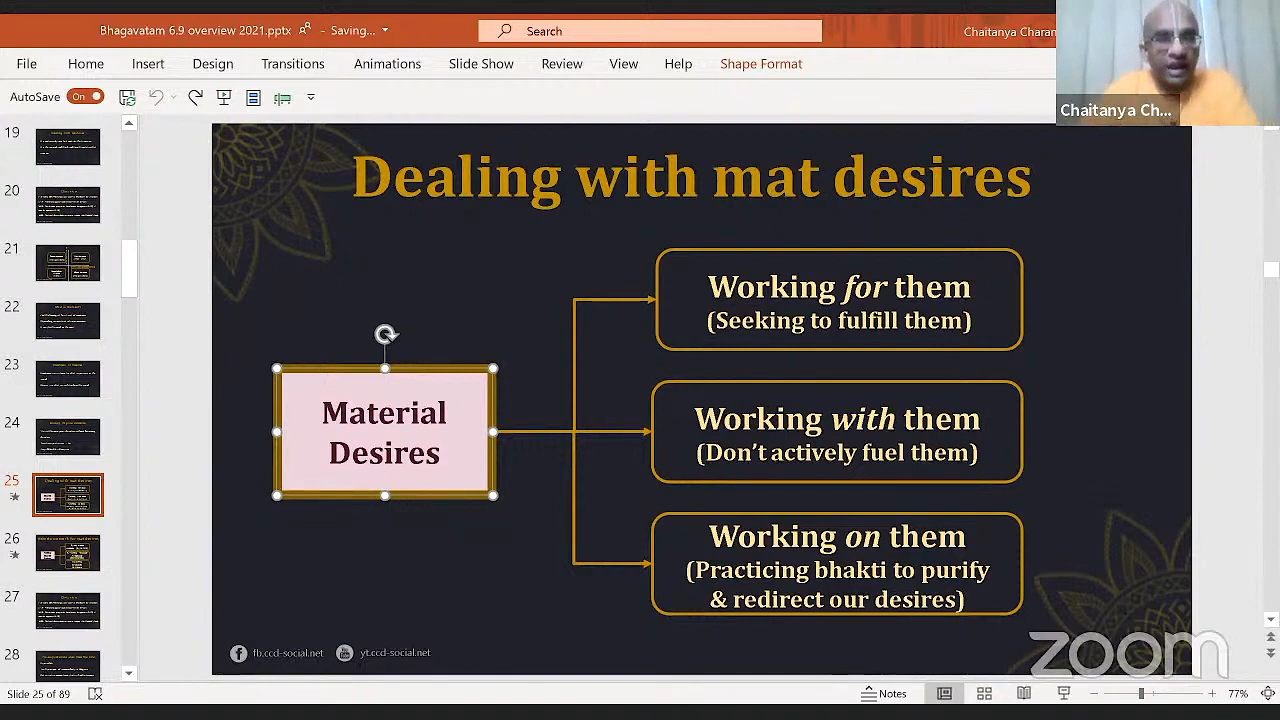 Bhagavatam 6.9 overview 2021.pptx - Saving...
Search
Chaitanya Charan
File Home Insert Design Transitions Animations Slide Show Review View Help Shape Format
AutoSave On
Chaitanya Ch...
19
20
21
22
23
24
25
26
27
28
Dealing with mat desires
Material
Desires
Working for them
(Seeking to fulfill them)
Working with them
(Don't actively fuel them)
Working on them
(Practicing bhakti to purify
& redirect our desires)
fb.ccd-social.net yt.ccd-social.net
zoom
Slide 25 of 89
Notes
77%